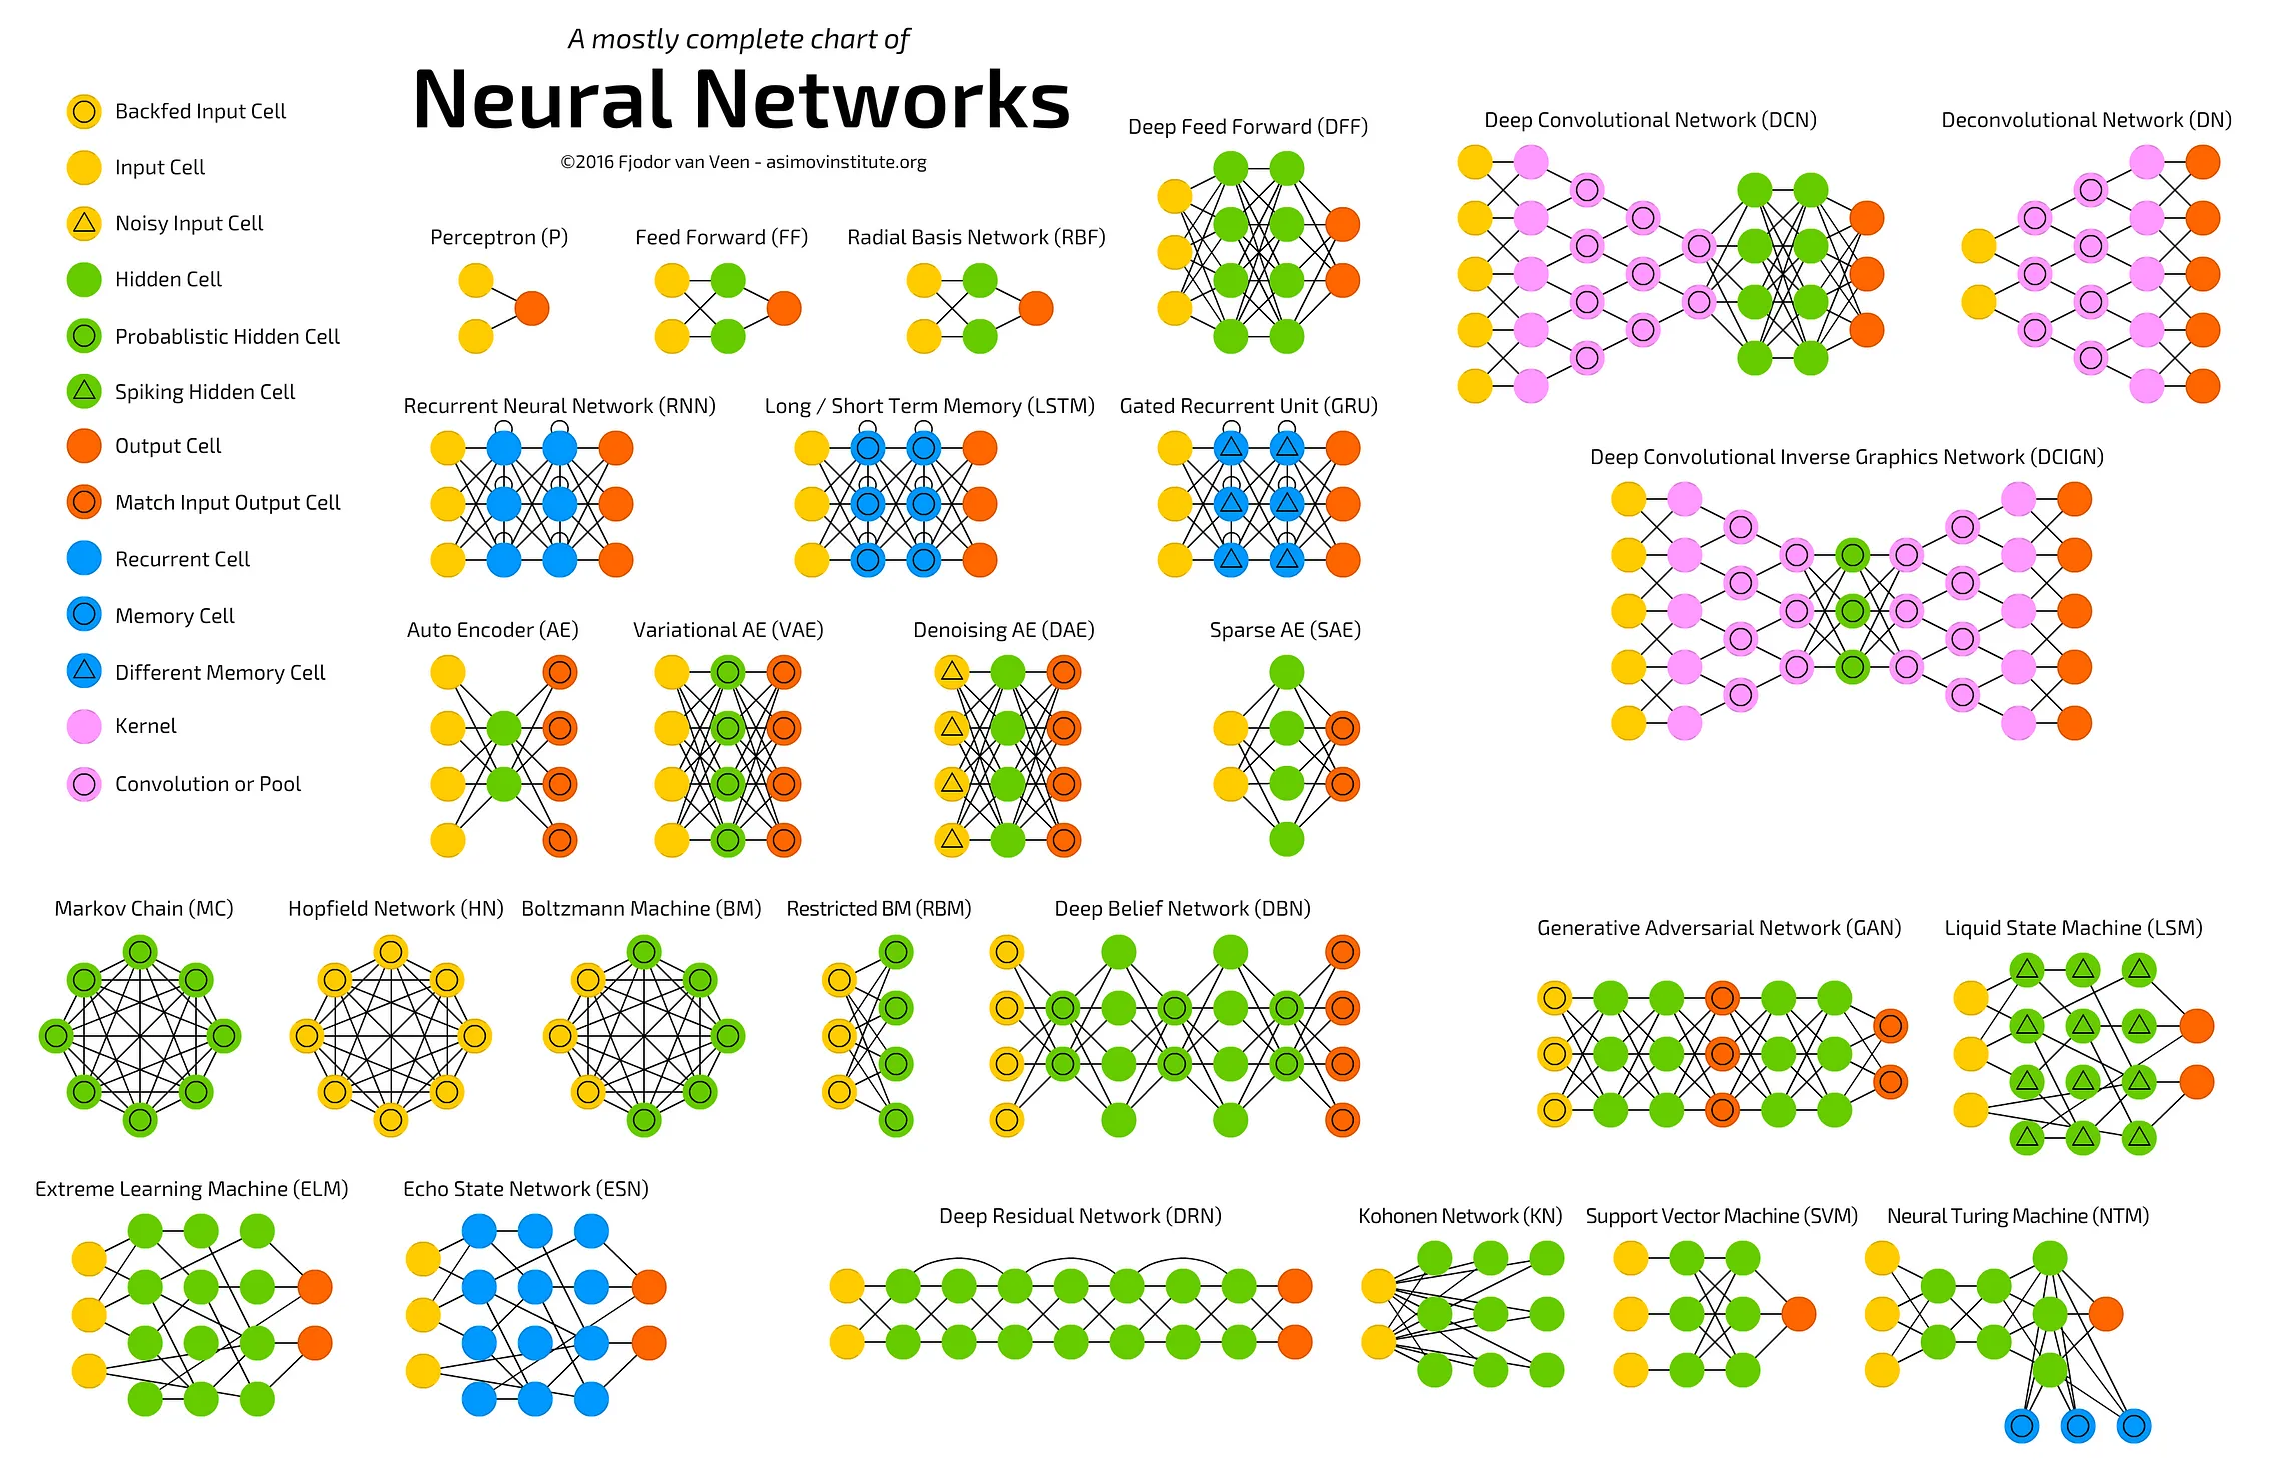 A mostly complete chart of
Neural Networks
©2016 Fjodor van Veen - asimovinstitute.org
Backfed Input Cell
Input Cell
Noisy Input Cell
Hidden Cell
Probablistic Hidden Cell
Spiking Hidden Cell
Output Cell
Match Input Output Cell
Recurrent Cell
Memory Cell
Different Memory Cell
Kernel
Convolution or Pool
Perceptron (P)
Feed Forward (FF)
Radial Basis Network (RBF)
Deep Feed Forward (DFF)
Deep Convolutional Network (DCN)
Deconvolutional Network (DN)
Recurrent Neural Network (RNN)
Long / Short Term Memory (LSTM)
Gated Recurrent Unit (GRU)
Deep Convolutional Inverse Graphics Network (DCIGN)
Auto Encoder (AE)
Variational AE (VAE)
Denoising AE (DAE)
Sparse AE (SAE)
Markov Chain (MC)
Hopfield Network (HN)
Boltzmann Machine (BM)
Restricted BM (RBM)
Deep Belief Network (DBN)
Generative Adversarial Network (GAN)
Liquid State Machine (LSM)
Extreme Learning Machine (ELM)
Echo State Network (ESN)
Deep Residual Network (DRN)
Kohonen Network (KN)
Support Vector Machine (SVM)
Neural Turing Machine (NTM)